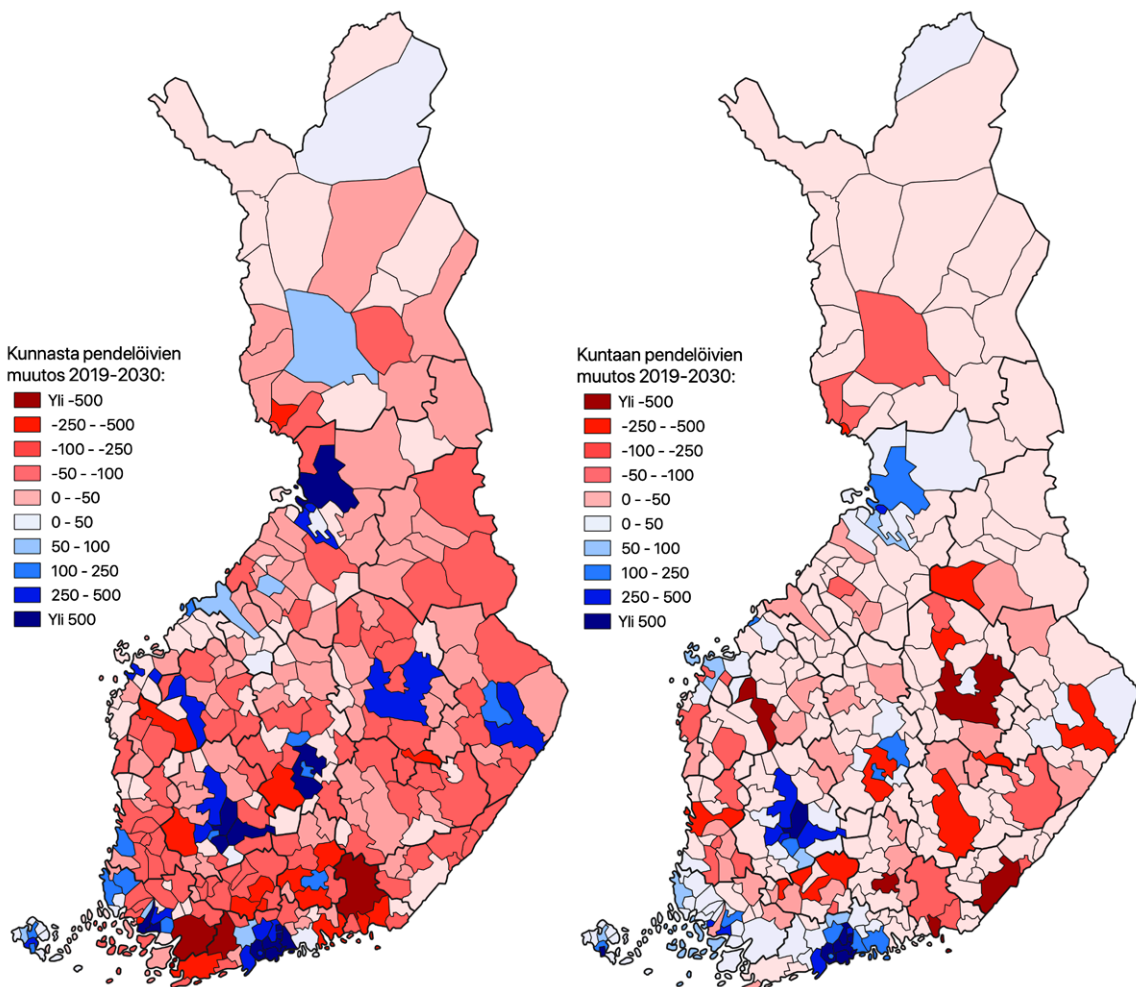 Kunnasta pendelöivien
muutos 2019-2030:
Yli -500
-250 - -500
-100 - -250
-50 - -100
0 - -50
0 - 50
50 - 100
100 - 250
250 - 500
Yli 500
Kuntaan pendelöivien
muutos 2019-2030:
Yli -500
-250 - -500
-100 - -250
-50 - -100
0 - -50
0 - 50
50 - 100
100 - 250
250 - 500
Yli 500